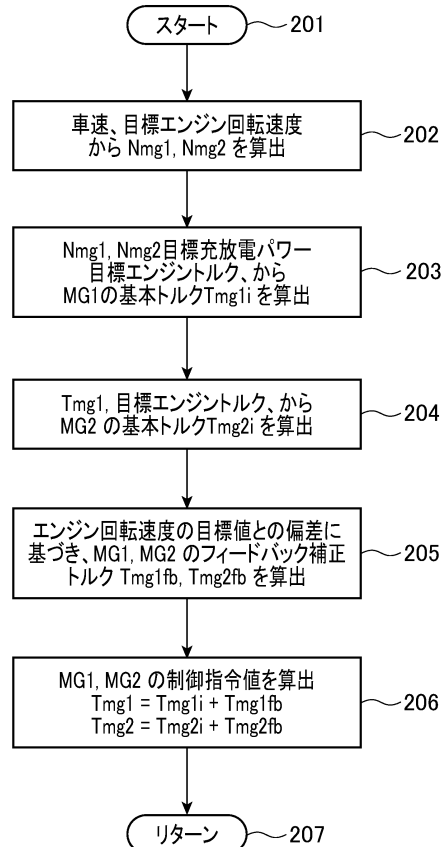 スタート
201
車速、目標エンジン回転速度
から Nmg1, Nmg2 を算出
202
Nmg1, Nmg2目標充放電パワー
目標エンジントルク、から
MG1の基本トルクTmg1i を算出
203
Tmg1, 目標エンジントルク、から
MG2 の基本トルクTmg2i を算出
204
エンジン回転速度の目標値との偏差に
基づき、MG1, MG2 のフィードバック補正
トルク Tmg1fb, Tmg2fb を算出
205
MG1, MG2 の制御指令値を算出
Tmg1 = Tmg1i + Tmg1fb
Tmg2 = Tmg2i + Tmg2fb
206
リターン
207